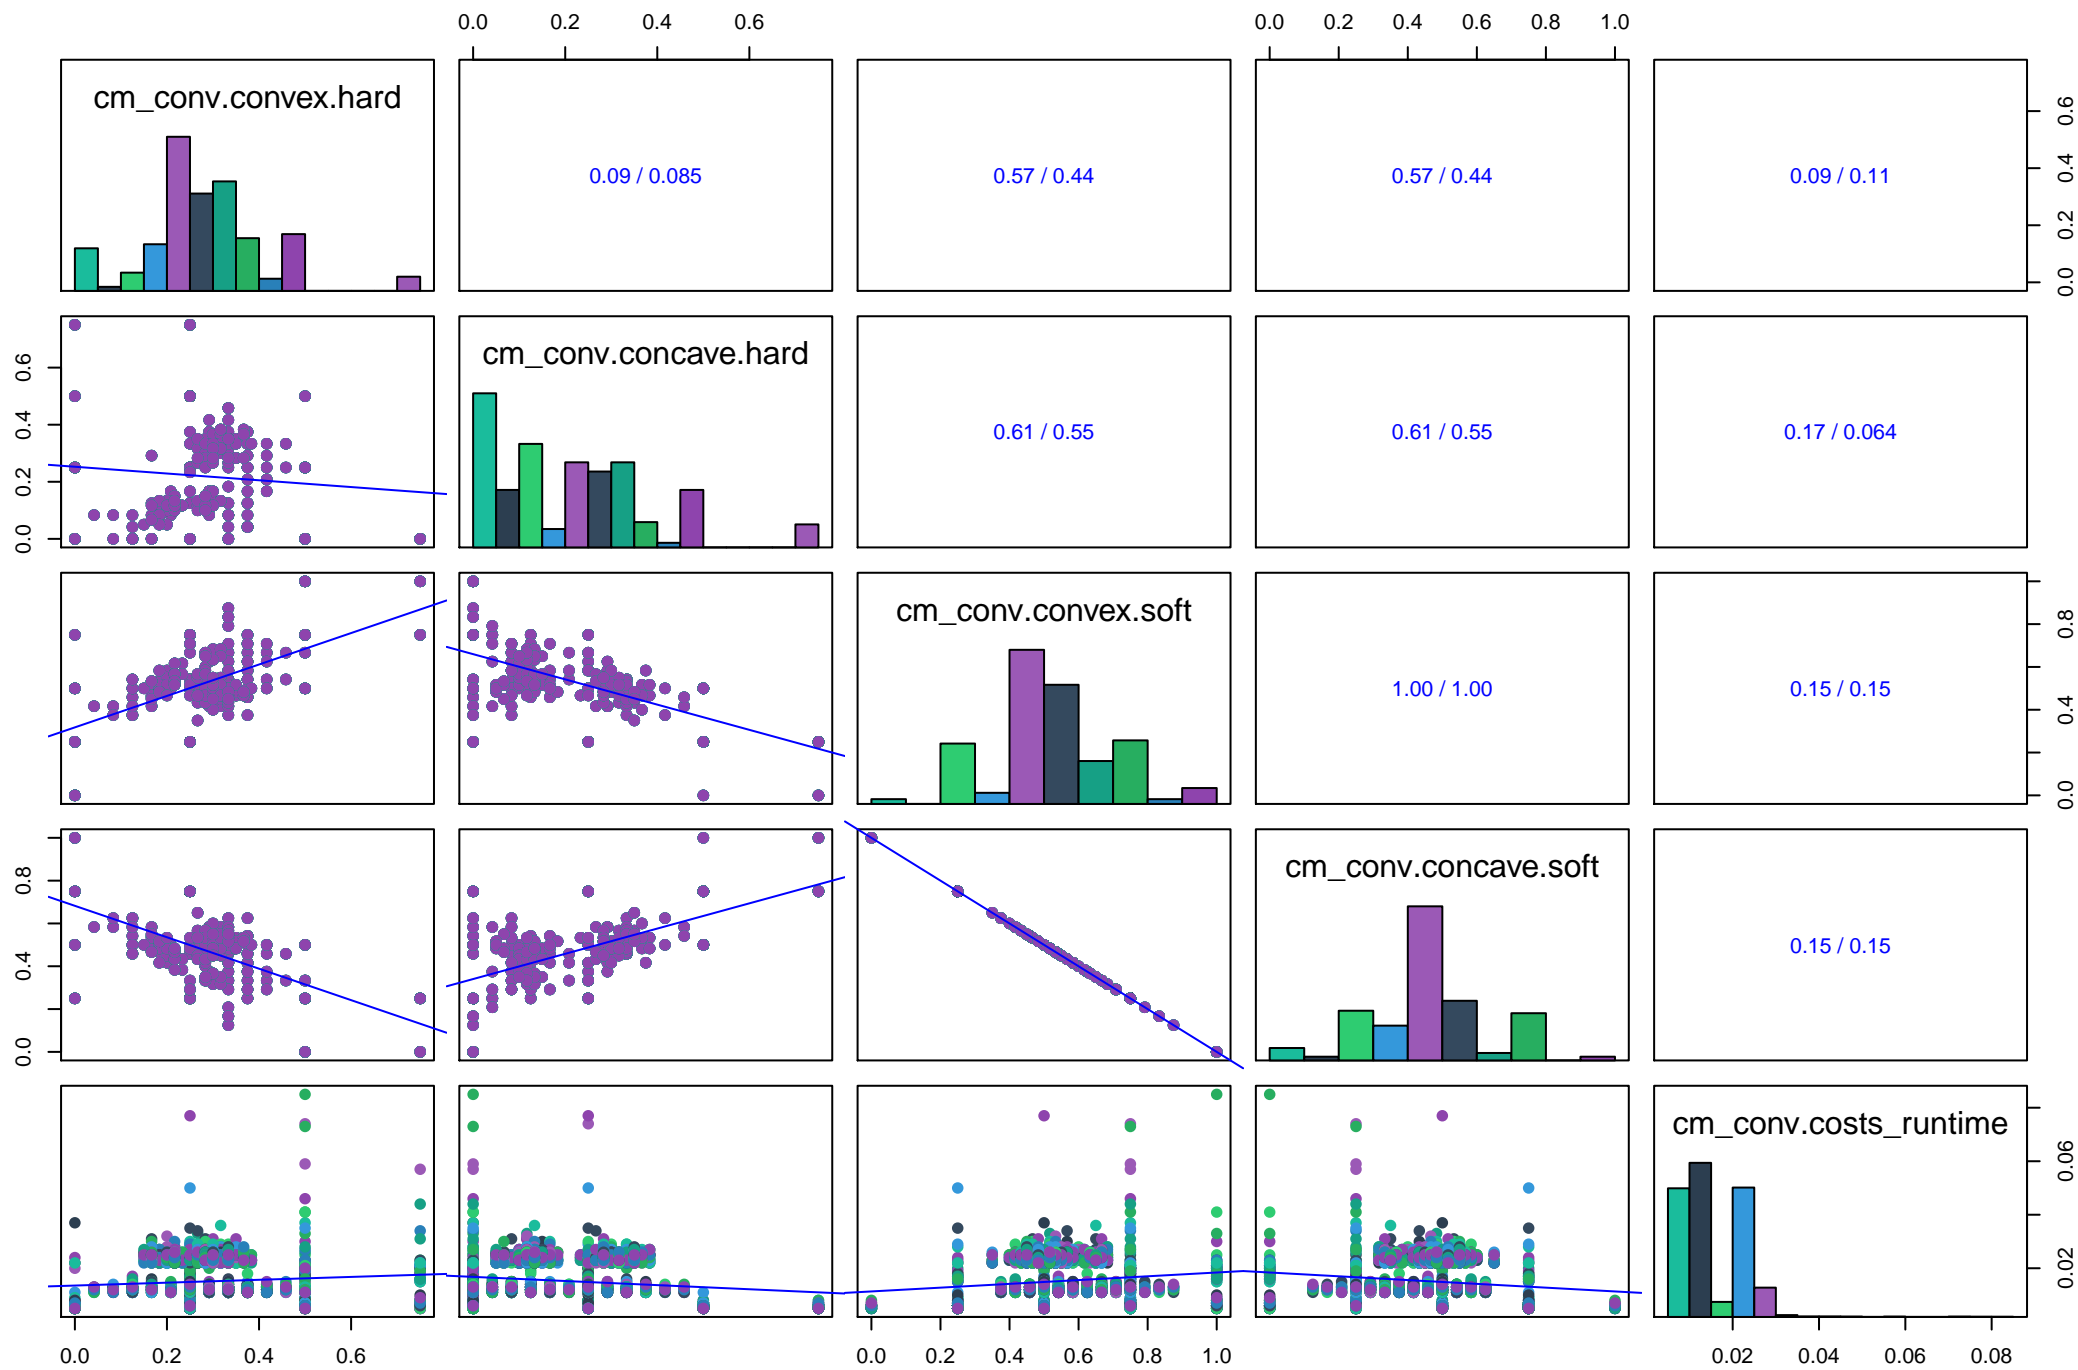 0.0 0.2 0.4 0.6 0.0 0.2 0.4 0.6 0.8 1.0
cm_conv.convex.hard
0.09 / 0.085
0.57 / 0.44
0.57 / 0.44
0.09 / 0.11
0.0 0.2 0.4 0.6
0.0 0.2 0.4 0.6
cm_conv.concave.hard
0.61 / 0.55
0.61 / 0.55
0.17 / 0.064
cm_conv.convex.soft
1.00 / 1.00
0.15 / 0.15
0.0 0.4 0.8
0.0 0.4 0.8
cm_conv.concave.soft
0.15 / 0.15
cm_conv.costs_runtime
0.02 0.06
0.0 0.2 0.4 0.6 0.0 0.2 0.4 0.6 0.8 1.0 0.02 0.04 0.06 0.08